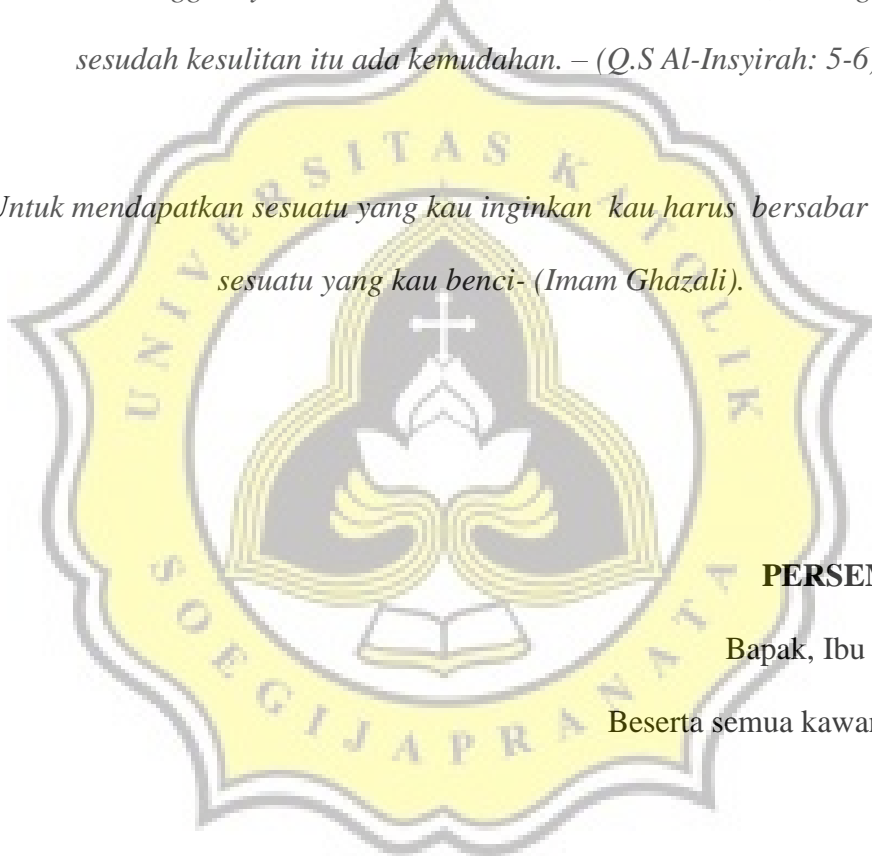 sesudah kesulitan itu ada kemudahan. – (Q.S Al-Insyirah: 5-6)
Untuk mendapatkan sesuatu yang kau inginkan kau harus bersabar
sesuatu yang kau benci- (Imam Ghazali).
Bapak, Ibu
Beserta semua
UNIVERSITAS KATOLIK
SOEGIJAPRANATA